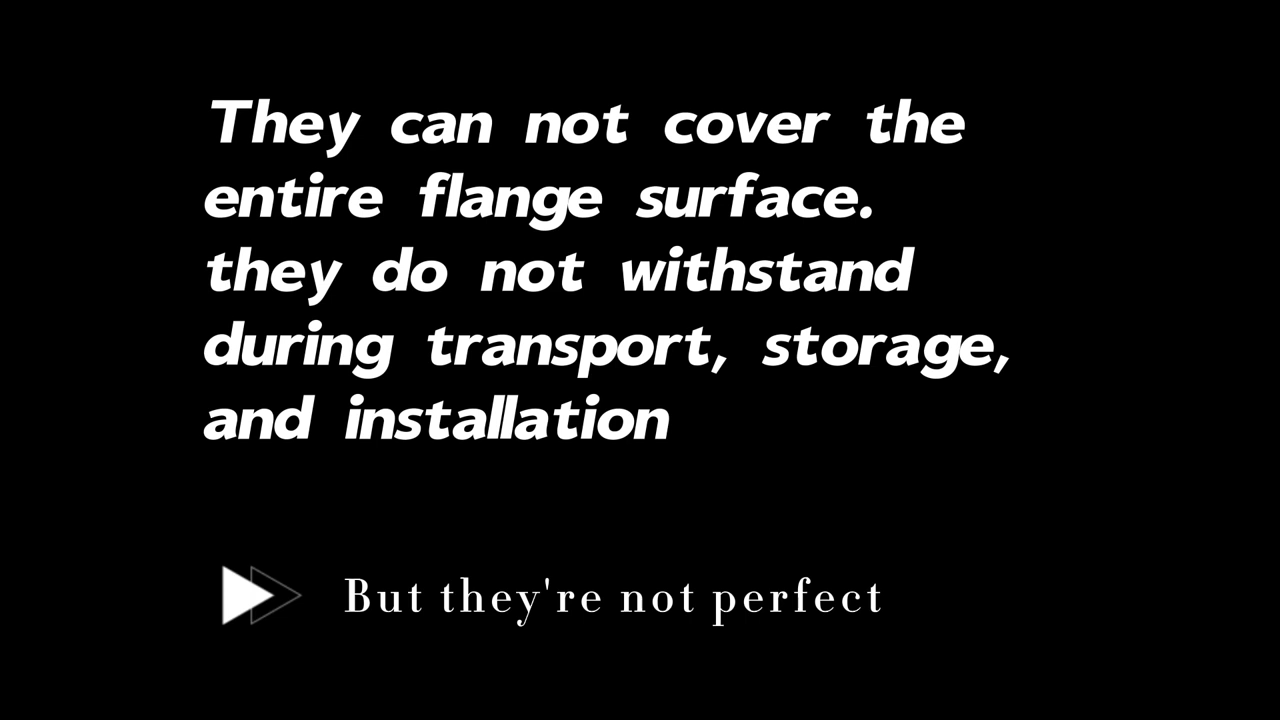 They can not cover the
entire flange surface.
they do not withstand
during transport, storage,
and installation
But they're not perfect